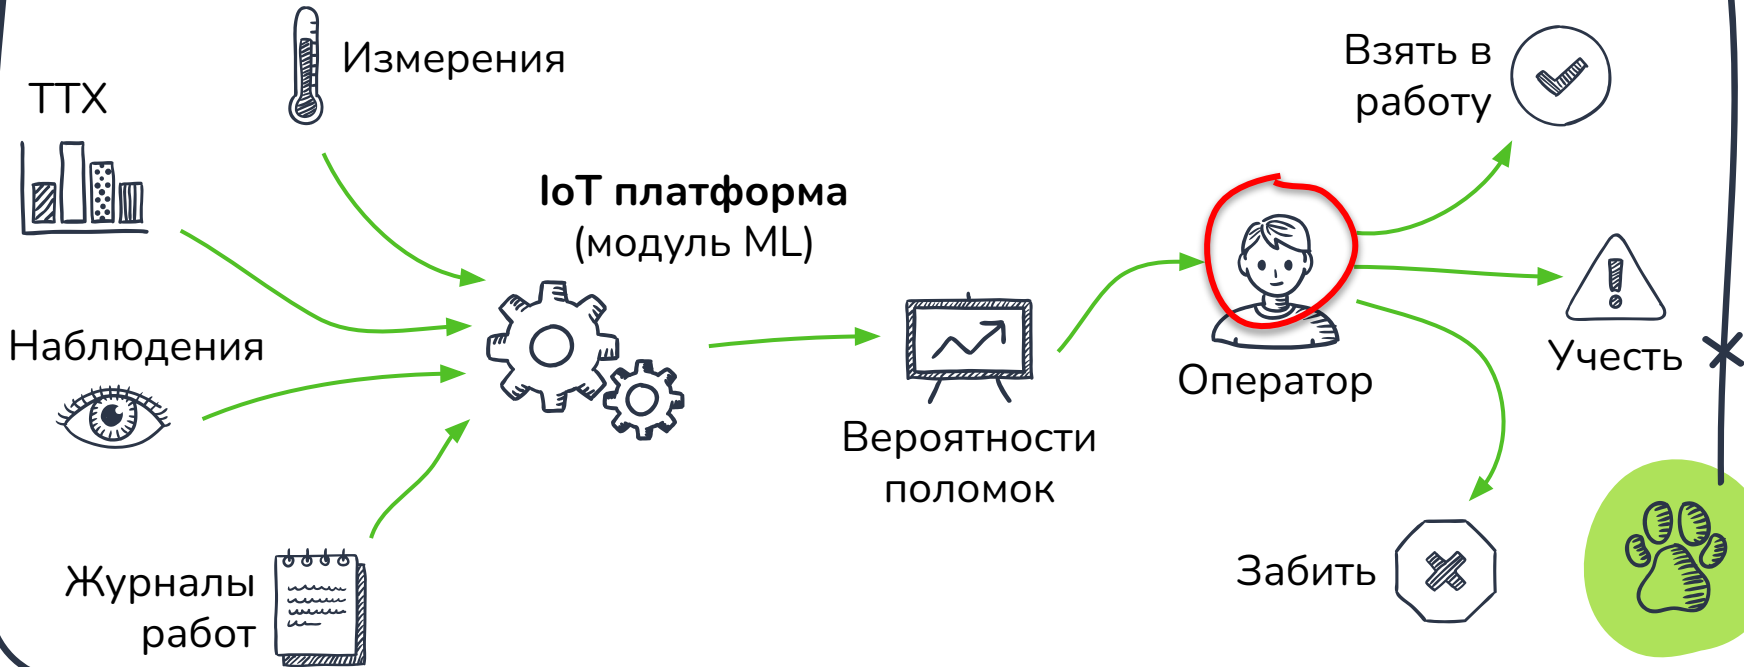 Измерения
ТТХ
IoT платформа
(модуль ML)
Взять в
работу
Наблюдения
Учесть
Оператор
Вероятности
поломок
Журналы
работ
Забить